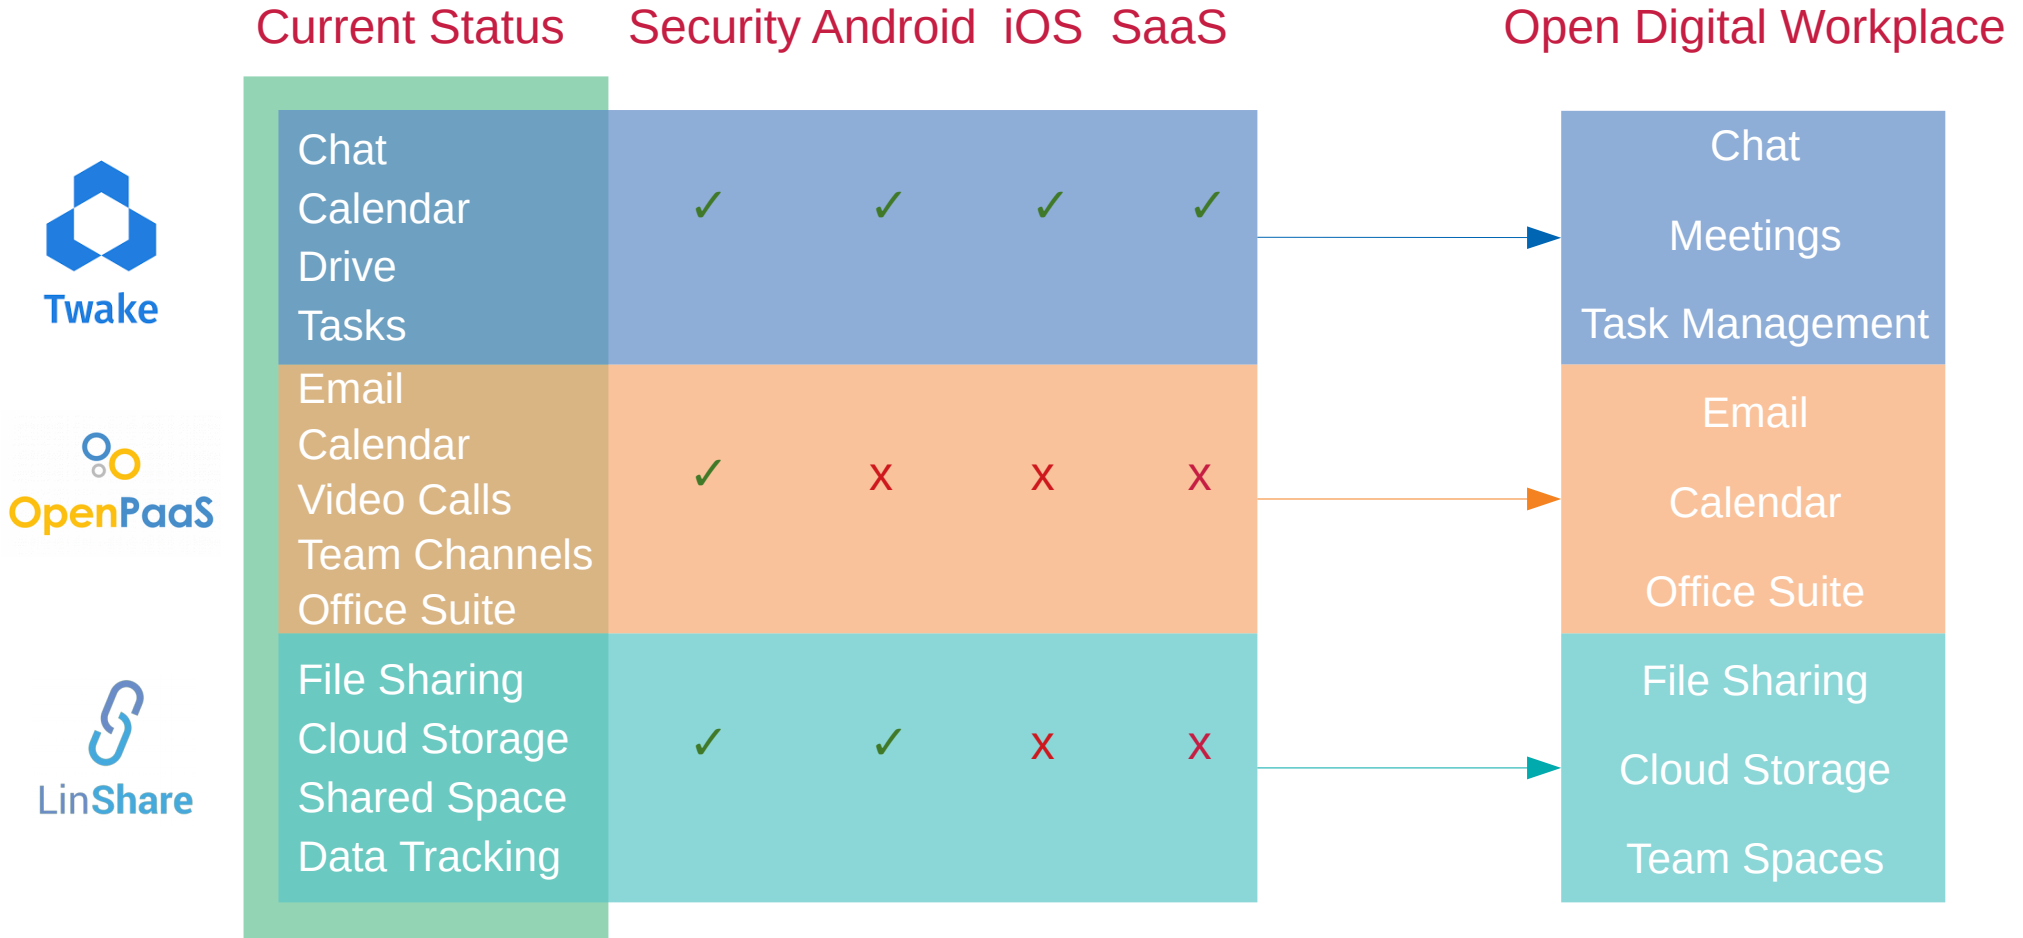 Current Status Security Android iOS SaaS Open Digital Workplace
Twake
Chat
Calendar
Drive
Tasks
✓ ✓ ✓ ✓
Chat
Meetings
Task Management
OpenPaaS
Email
Calendar
Video Calls
Team Channels
Office Suite
✓ x x x
Email
Calendar
Office Suite
LinShare
File Sharing
Cloud Storage
Shared Space
Data Tracking
✓ ✓ x x
File Sharing
Cloud Storage
Team Spaces